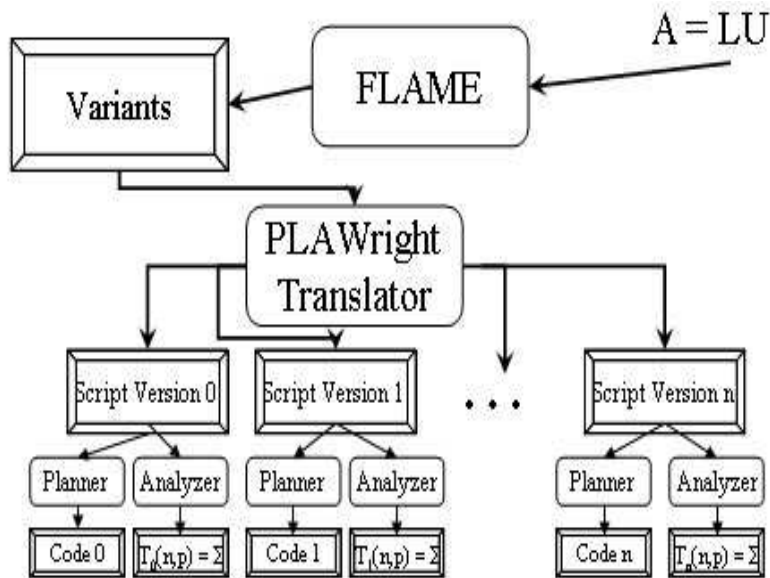 A = LU
FLAME
Variants
PLAWright
Translator
Script Version 0
Script Version 1
. . .
Script Version n
Planner
Analyzer
Planner
Analyzer
Planner
Analyzer
Code 0
T₀(n,p) = Σ
Code 1
T₁(n,p) = Σ
Code n
Tₙ(n,p) = Σ